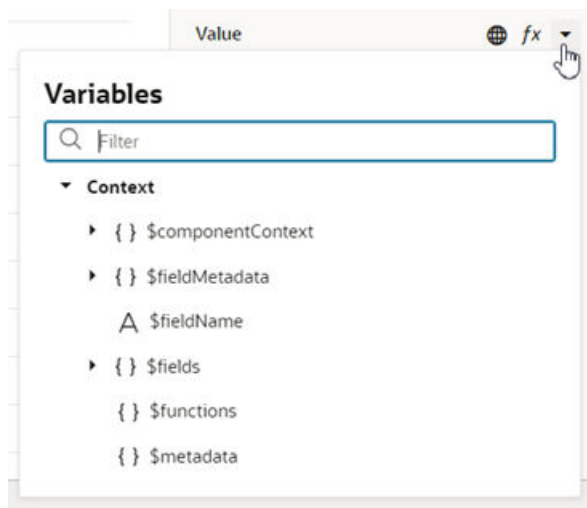 Value fx
Variables
Filter
Context
{ } $componentContext
{ } $fieldMetadata
A $fieldName
{ } $fields
{ } $functions
{ } $metadata